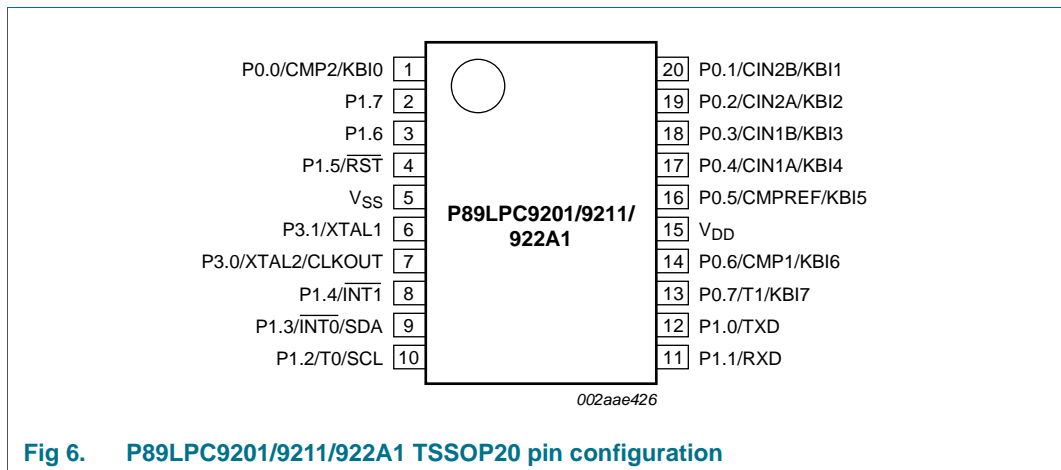 P0.0/CMP2/KBI0 1 20 P0.1/CIN2B/KBI1
P1.7 2 19 P0.2/CIN2A/KBI2
P1.6 3 18 P0.3/CIN1B/KBI3
P1.5/R̅S̅T̅ 4 17 P0.4/CIN1A/KBI4
VSS 5 16 P0.5/CMPREF/KBI5
P89LPC9201/9211/
922A1
P3.1/XTAL1 6 15 VDD
P3.0/XTAL2/CLKOUT 7 14 P0.6/CMP1/KBI6
P1.4/I̅N̅T̅1̅ 8 13 P0.7/T1/KBI7
P1.3/I̅N̅T̅0̅/SDA 9 12 P1.0/TXD
P1.2/T0/SCL 10 11 P1.1/RXD
002aae426
Fig 6. P89LPC9201/9211/922A1 TSSOP20 pin configuration